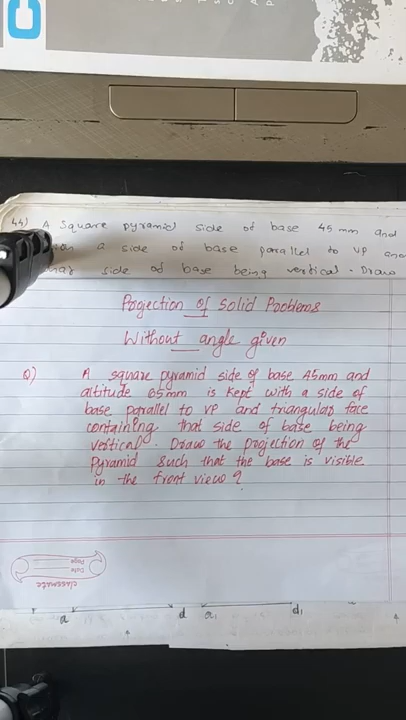 44) A Square pyramid side of base 45 mm and
a side of base parallel to VP and
side of base being vertical. Draw
Projection of Solid Problems
Without angle given
Q) A square pyramid side of base 45mm and
altitude 65mm is kept with a side of
base parallel to VP and triangular face
containing that side of base being
vertical. Draw the projection of the
pyramid such that the base is visible
in the front view?
classmate
Date
Page
a d a1 d1